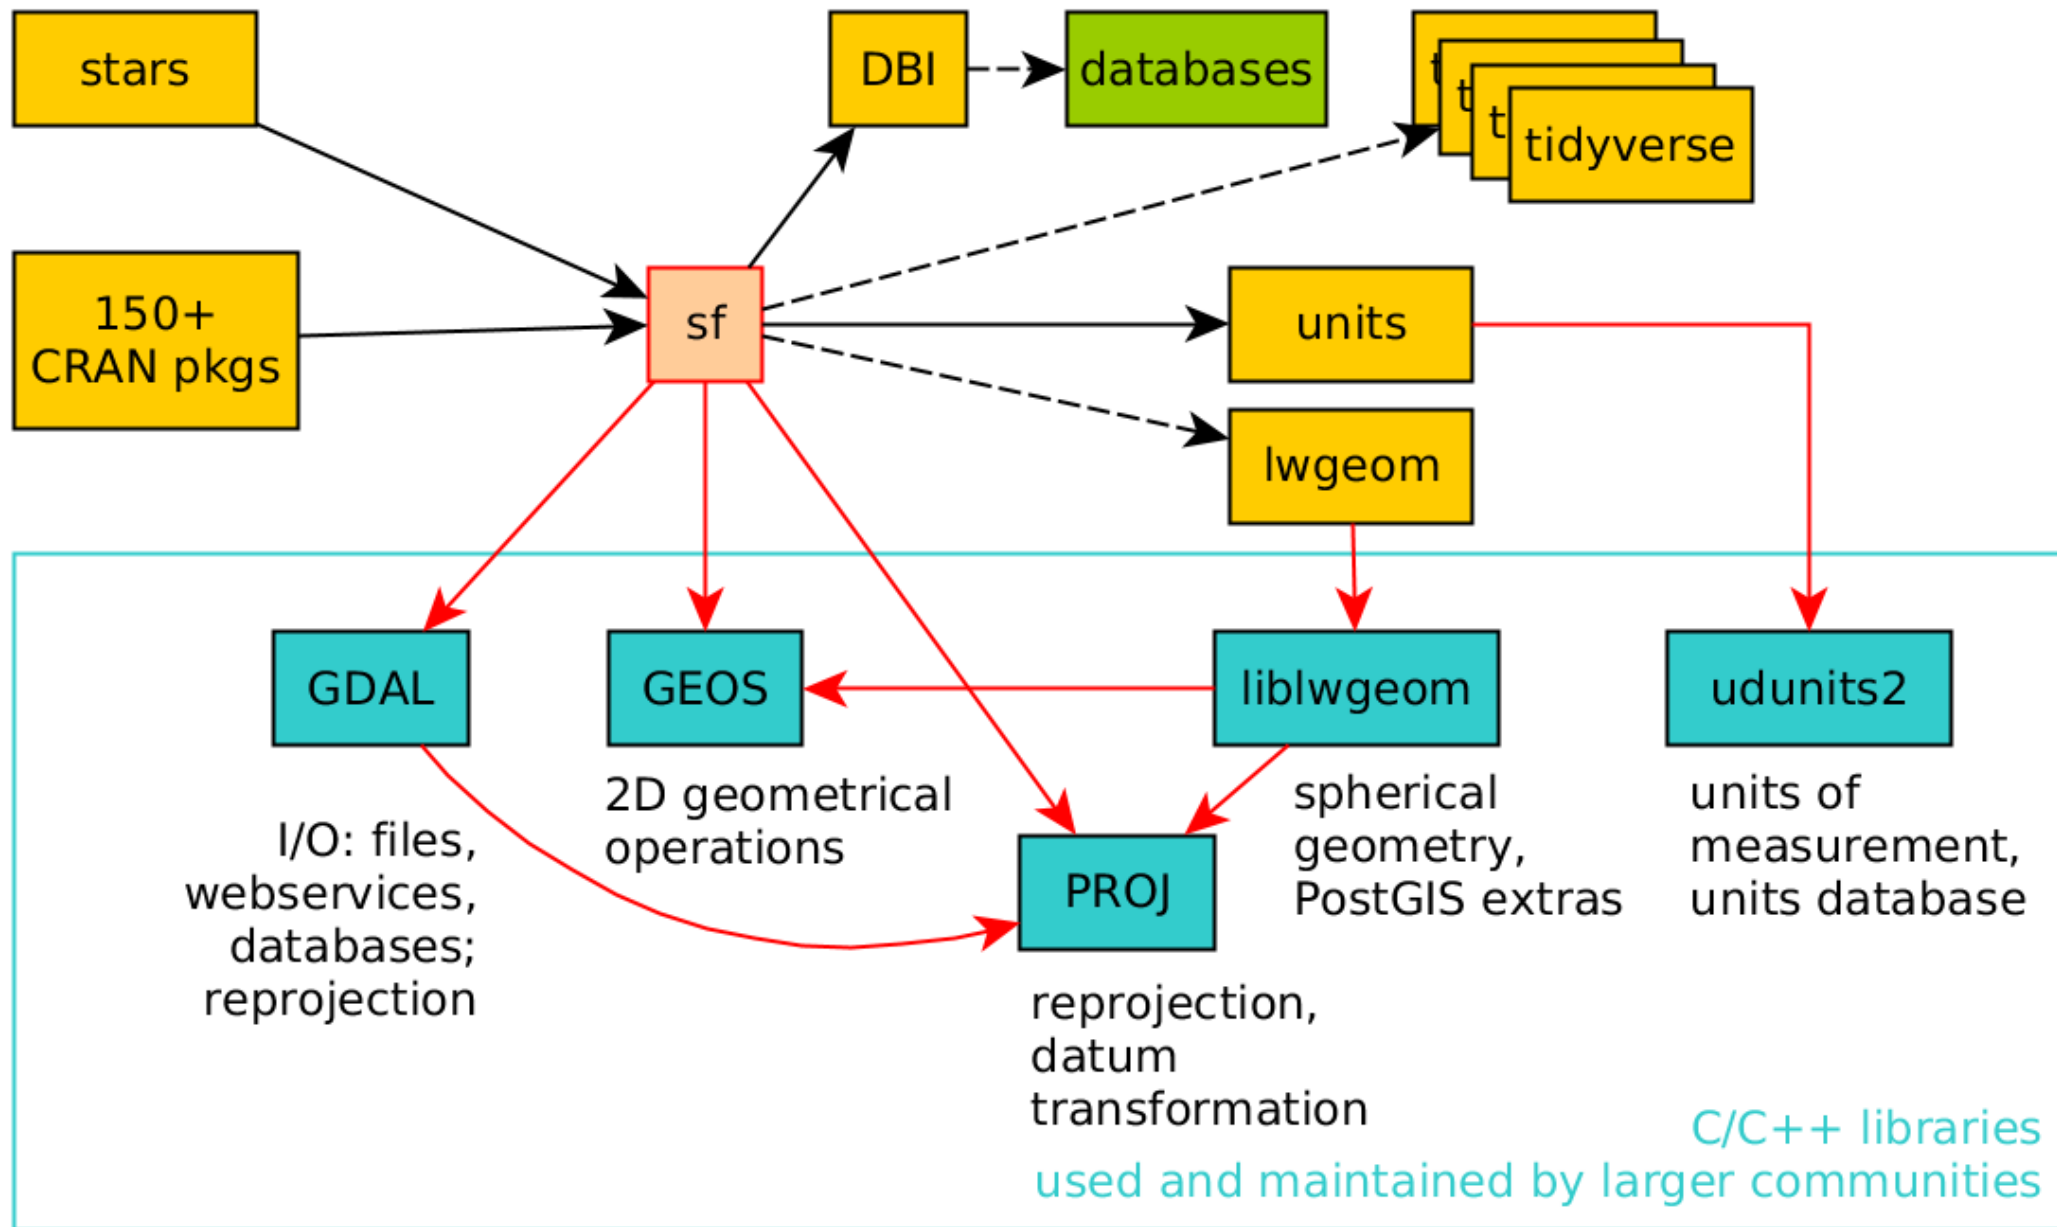 stars
DBI
databases
t
t
t
tidyverse
150+
CRAN pkgs
sf
units
lwgeom
GDAL
GEOS
liblwgeom
udunits2
I/O: files,
webservices,
databases;
reprojection
2D geometrical
operations
PROJ
spherical
geometry,
PostGIS extras
units of
measurement,
units database
reprojection,
datum
transformation
C/C++ libraries
used and maintained by larger communities